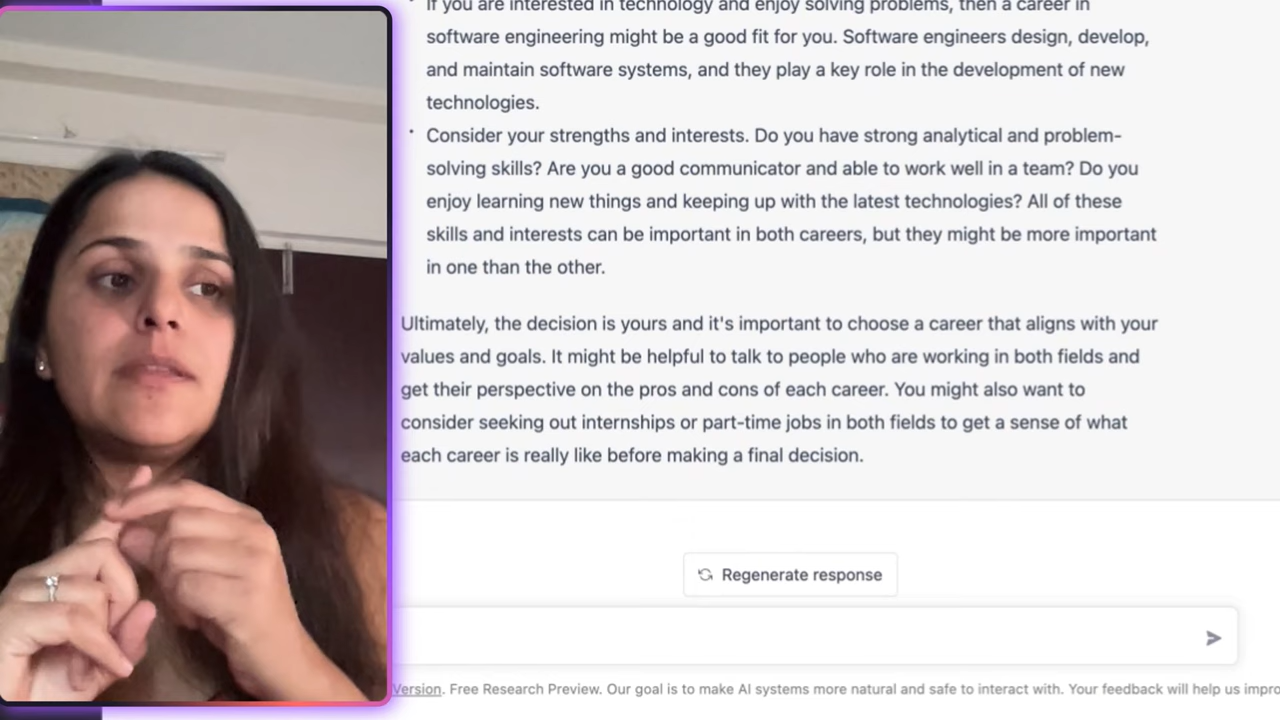 If you are interested in technology and enjoy solving problems, then a career in
software engineering might be a good fit for you. Software engineers design, develop,
and maintain software systems, and they play a key role in the development of new
technologies.
Consider your strengths and interests. Do you have strong analytical and problem-
solving skills? Are you a good communicator and able to work well in a team? Do you
enjoy learning new things and keeping up with the latest technologies? All of these
skills and interests can be important in both careers, but they might be more important
in one than the other.
Ultimately, the decision is yours and it's important to choose a career that aligns with your
values and goals. It might be helpful to talk to people who are working in both fields and
get their perspective on the pros and cons of each career. You might also want to
consider seeking out internships or part-time jobs in both fields to get a sense of what
each career is really like before making a final decision.
Regenerate response
Version. Free Research Preview. Our goal is to make AI systems more natural and safe to interact with. Your feedback will help us impro